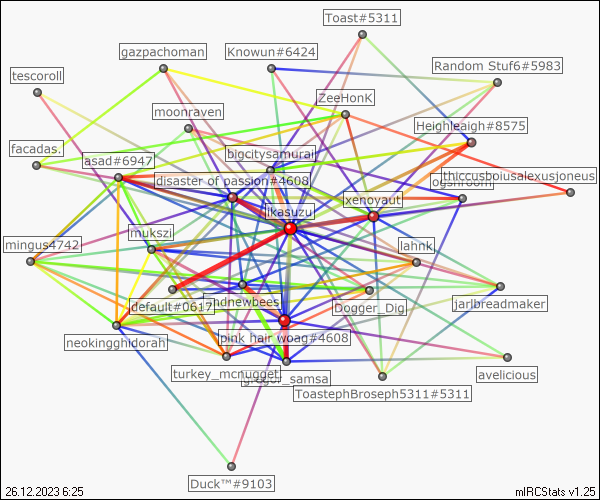 Toast#5311
gazpachoman
Knowun#6424
Random Stuf6#5983
tescoroll
ZeeHonK
moonraven
Heighleigh#8575
facadas.
asad#6947
bigcitysamurai
thiccusboiusalexusjoneus
disaster of passion#4608
ogshroom
xenoyaut
ikasuzu
mukszi
mingus4742
lahnk
default#0617
mdnewbees
Dogger_Dig
jarlbreadmaker
neokingghidorah
pink hair woag#4608
turkey_mcnugget
gregor_samsa
avelicious
ToastephBroseph5311#5311
Duck™#9103
26.12.2023 6:25
mIRCStats v1.25